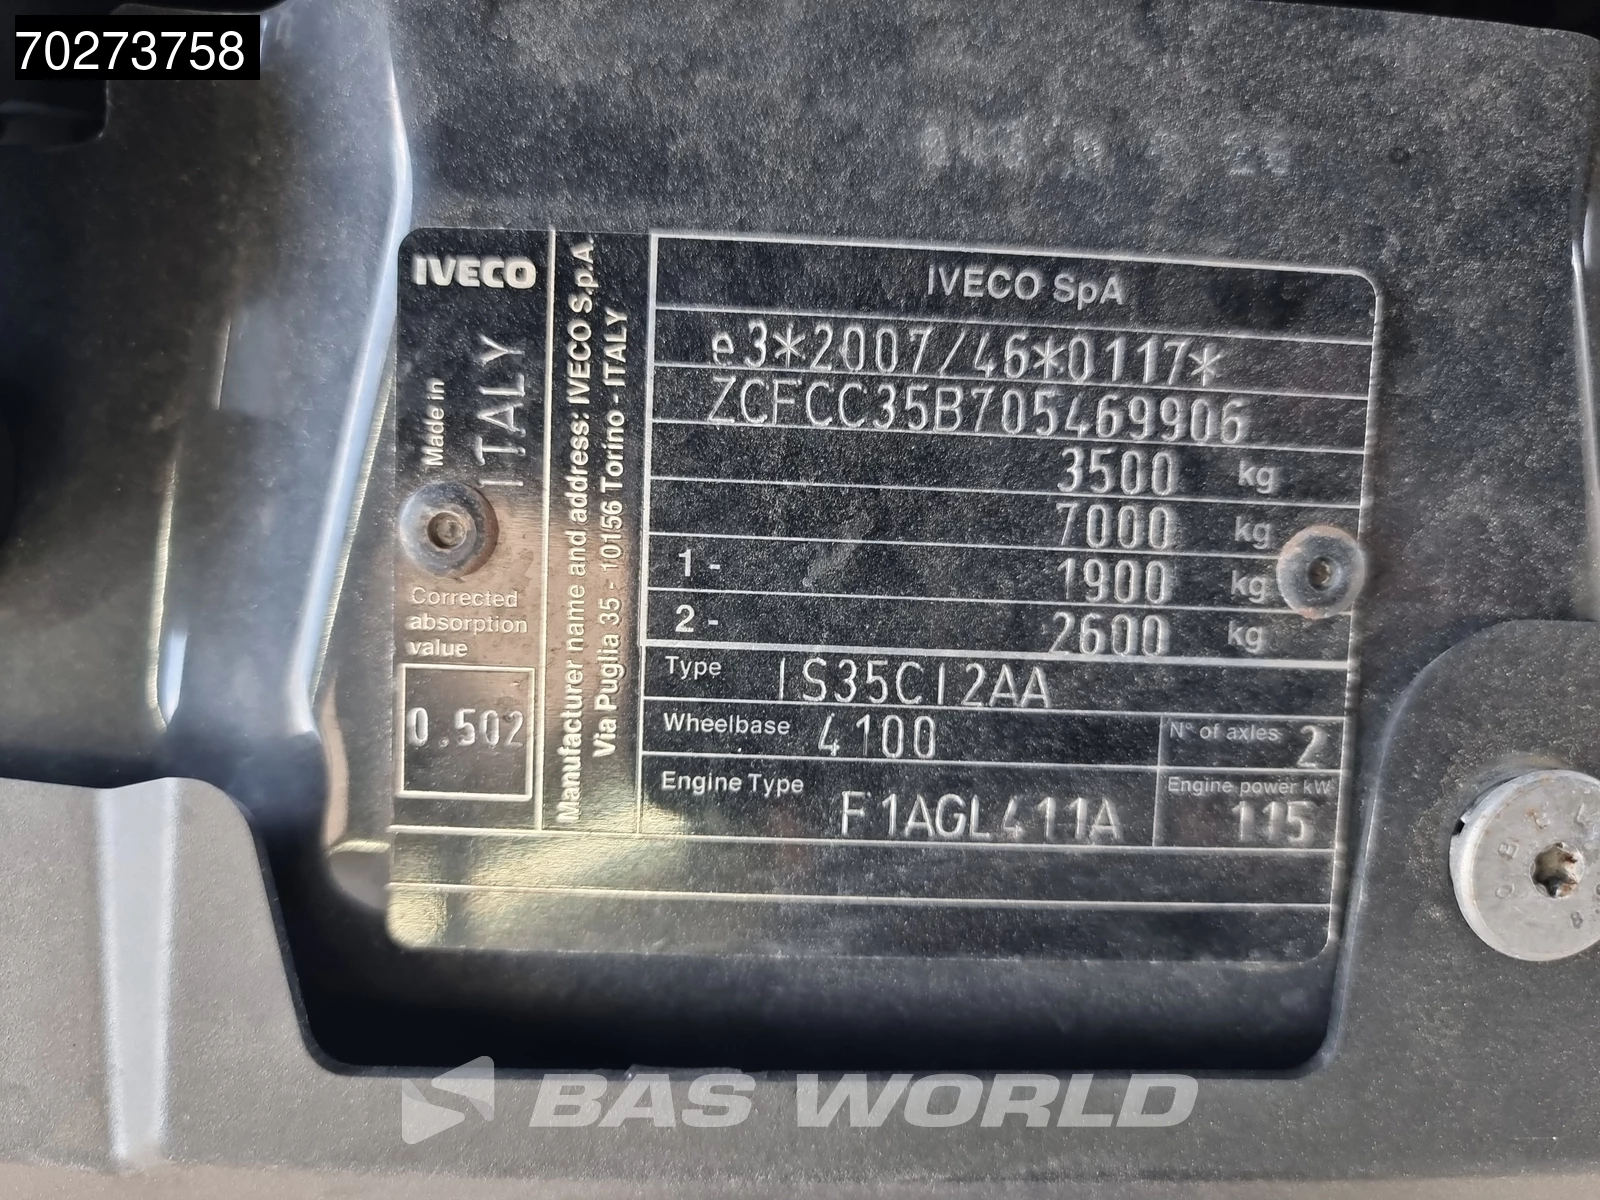 70273758
IVECO
Made in
ITALY
Corrected
absorption
value
0.502
Manufacturer name and address: IVECO S.p.A.
Via Puglia 35 - 10156 Torino - ITALY
IVECO SpA
e3*2007/46*0117*
ZCFCC35B705469906
3500 kg
7000 kg
1 - 1900 kg
2 - 2600 kg
Type IS35CI2AA
Wheelbase 4100
N° of axles 2
Engine Type F1AGL411A
Engine power kW
115
BAS WORLD